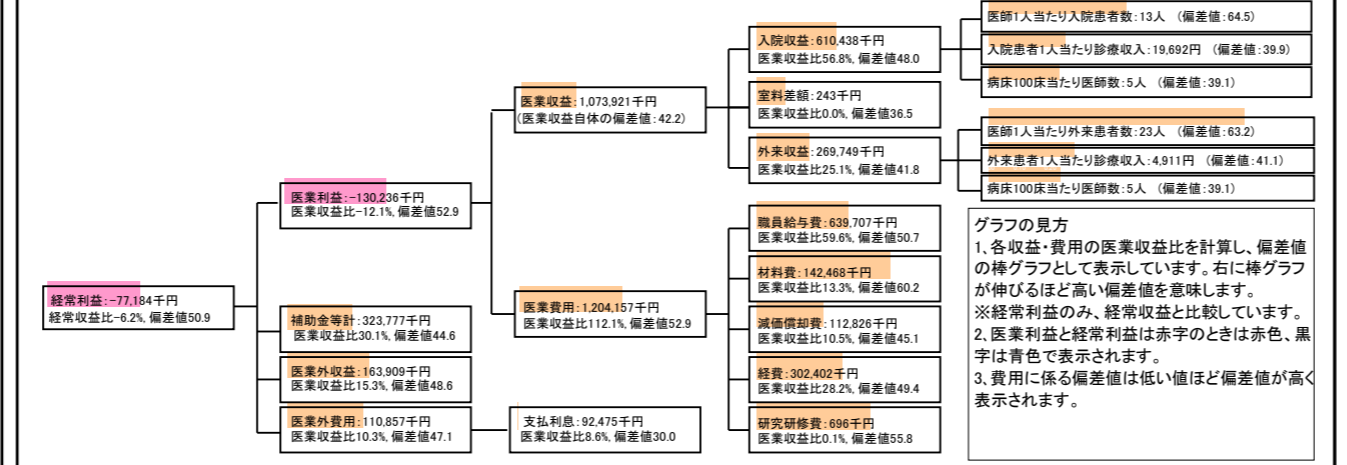 経常利益:-77,184千円
経常収比-6.2%, 偏差値50.9
医業利益:-130,236千円
医業収益比-12.1%, 偏差値52.9
補助金等計:323,777千円
医業収益比30.1%, 偏差値44.6
医業外収益:163,909千円
医業収益比15.3%, 偏差値48.6
医業外費用:110,857千円
医業収益比10.3%, 偏差値47.1
支払利息:92,475千円
医業収益比8.6%, 偏差値30.0
医業収益:1,073,921千円
(医業収益自体の偏差値:42.2)
医業費用:1,204,157千円
医業収益比112.1%, 偏差値52.9
入院収益:610,438千円
医業収益比56.8%, 偏差値48.0
室料差額:243千円
医業収益比0.0%, 偏差値36.5
外来収益:269,749千円
医業収益比25.1%, 偏差値41.8
職員給与費:639,707千円
医業収益比59.6%, 偏差値50.7
材料費:142,468千円
医業収益比13.3%, 偏差値60.2
減価償却費:112,826千円
医業収益比10.5%, 偏差値45.1
経費:302,402千円
医業収益比28.2%, 偏差値49.4
研究研修費:696千円
医業収益比0.1%, 偏差値55.8
医師1人当たり入院患者数:13人 (偏差値:64.5)
入院患者1人当たり診療収入:19,692円 (偏差値:39.9)
病床100床当たり医師数:5人 (偏差値:39.1)
医師1人当たり外来患者数:23人 (偏差値:63.2)
外来患者1人当たり診療収入:4,911円 (偏差値:41.1)
病床100床当たり医師数:5人 (偏差値:39.1)
グラフの見方
1、各収益・費用の医業収益比を計算し、偏差値
の棒グラフとして表示しています。右に棒グラフ
が伸びるほど高い偏差値を意味します。
※経常利益のみ、経常収益と比較しています。
2、医業利益と経常利益は赤字のときは赤色、黒
字は青色で表示されます。
3、費用に係る偏差値は低い値ほど偏差値が高く
表示されます。